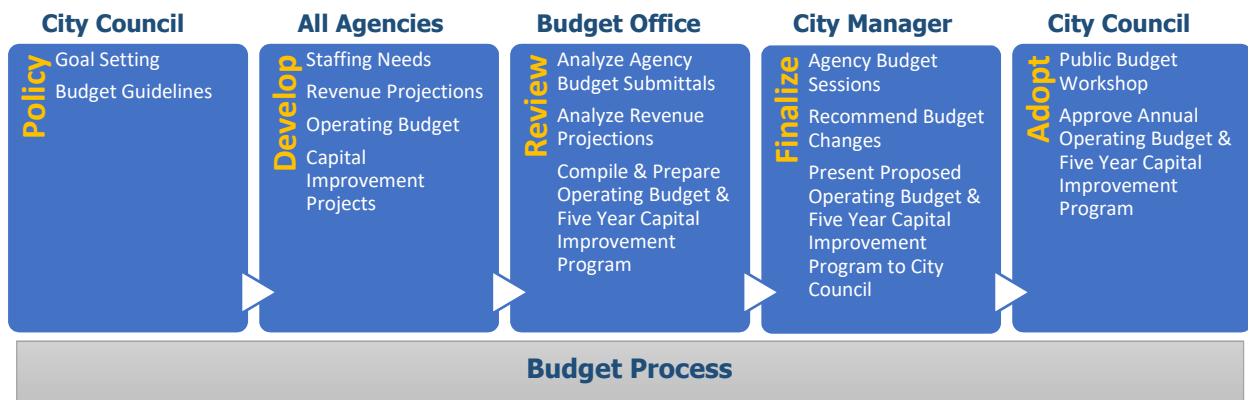 City Council
Policy
Goal Setting
Budget Guidelines
All Agencies
Develop
Staffing Needs
Revenue Projections
Operating Budget
Capital
Improvement
Projects
Budget Office
Review
Analyze Agency
Budget Submittals
Analyze Revenue
Projections
Compile & Prepare
Operating Budget &
Five Year Capital
Improvement
Program
City Manager
Finalize
Agency Budget
Sessions
Recommend Budget
Changes
Present Proposed
Operating Budget &
Five Year Capital
Improvement
Program to City
Council
City Council
Adopt
Public Budget
Workshop
Approve Annual
Operating Budget &
Five Year Capital
Improvement
Program
Budget Process